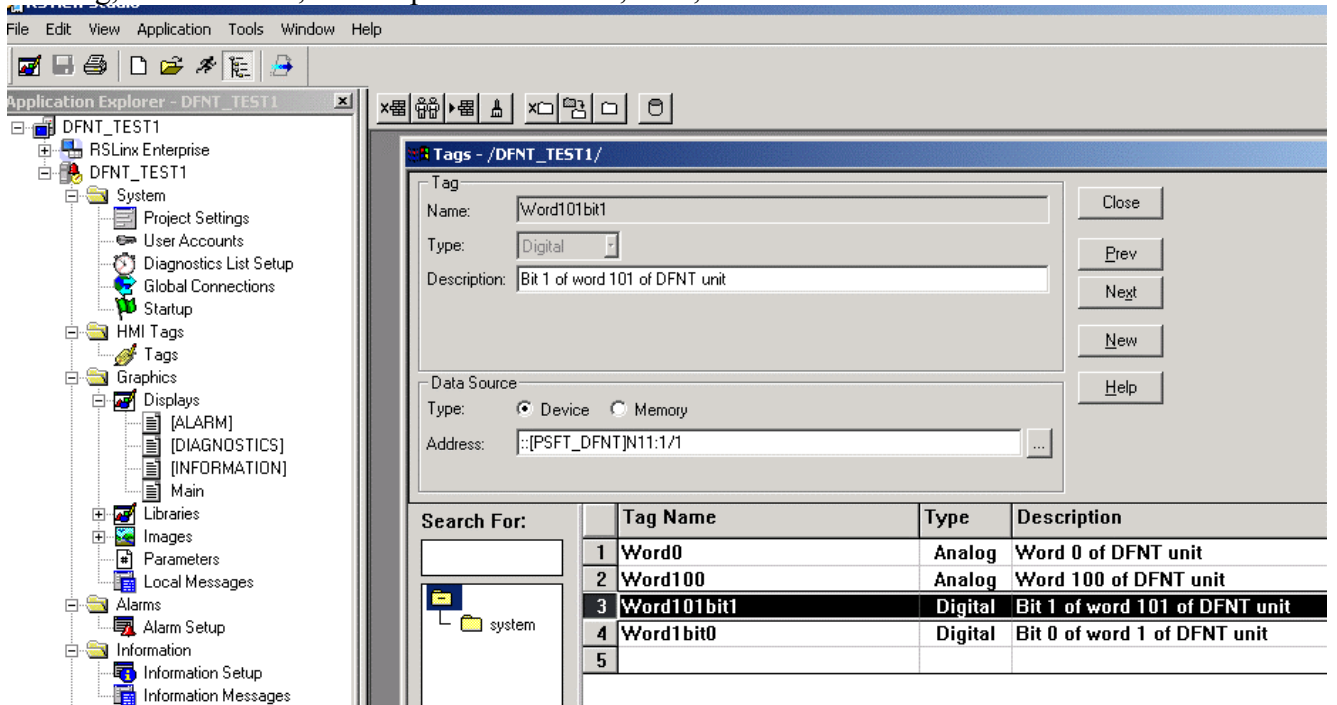 File Edit View Application Tools Window Help
Application Explorer - DFNT_TEST1
DFNT_TEST1
RSLinx Enterprise
DFNT_TEST1
System
Project Settings
User Accounts
Diagnostics List Setup
Global Connections
Startup
HMI Tags
Tags
Graphics
Displays
[ALARM]
[DIAGNOSTICS]
[INFORMATION]
Main
Libraries
Images
Parameters
Local Messages
Alarms
Alarm Setup
Information
Information Setup
Information Messages
Tags - /DFNT_TEST1/
Tag
Name: Word101bit1
Type: Digital
Description: Bit 1 of word 101 of DFNT unit
Close
Prev
Next
New
Help
Data Source
Type: Device Memory
Address: ::[PSFT_DFNT]N11:1/1 ...
Search For:
system
Tag Name Type Description
1 Word0 Analog Word 0 of DFNT unit
2 Word100 Analog Word 100 of DFNT unit
3 Word101bit1 Digital Bit 1 of word 101 of DFNT unit
4 Word1bit0 Digital Bit 0 of word 1 of DFNT unit
5